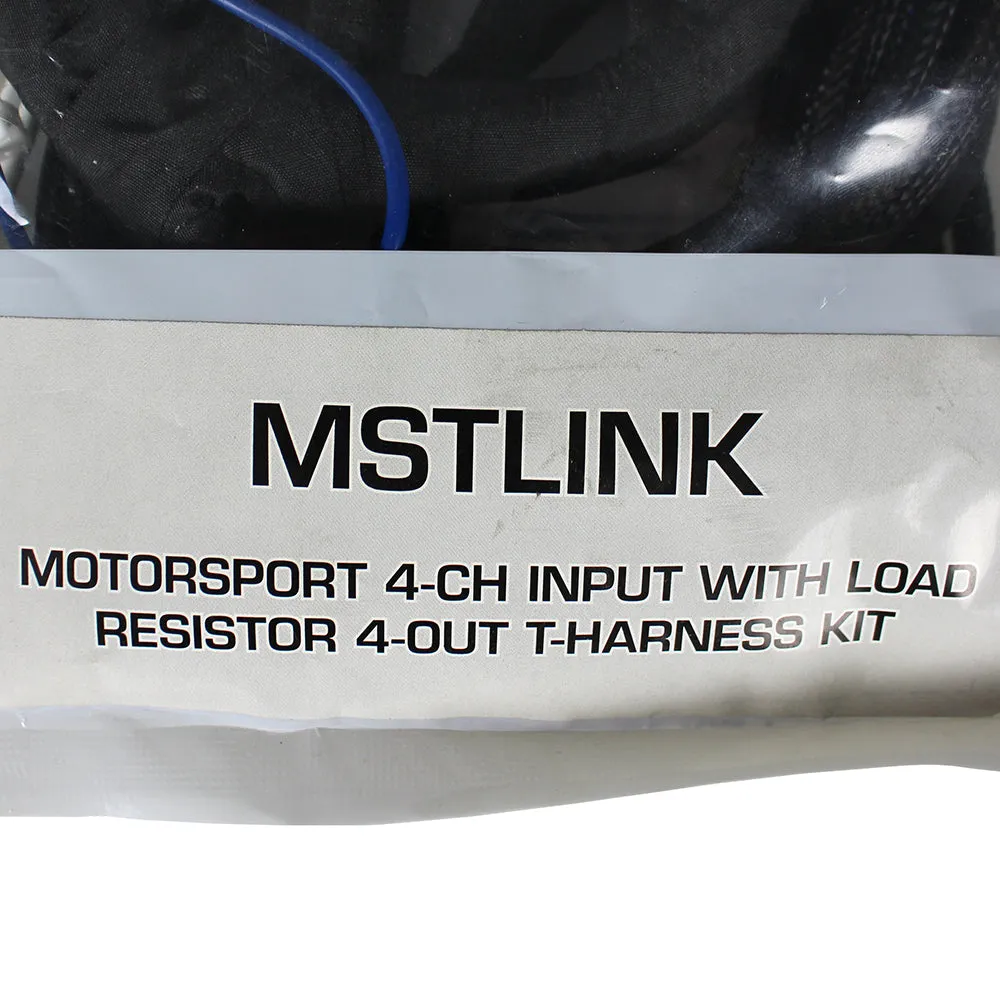 MSTLINK
MOTORSPORT 4-CH INPUT WITH LOAD
RESISTOR 4-OUT T-HARNESS KIT